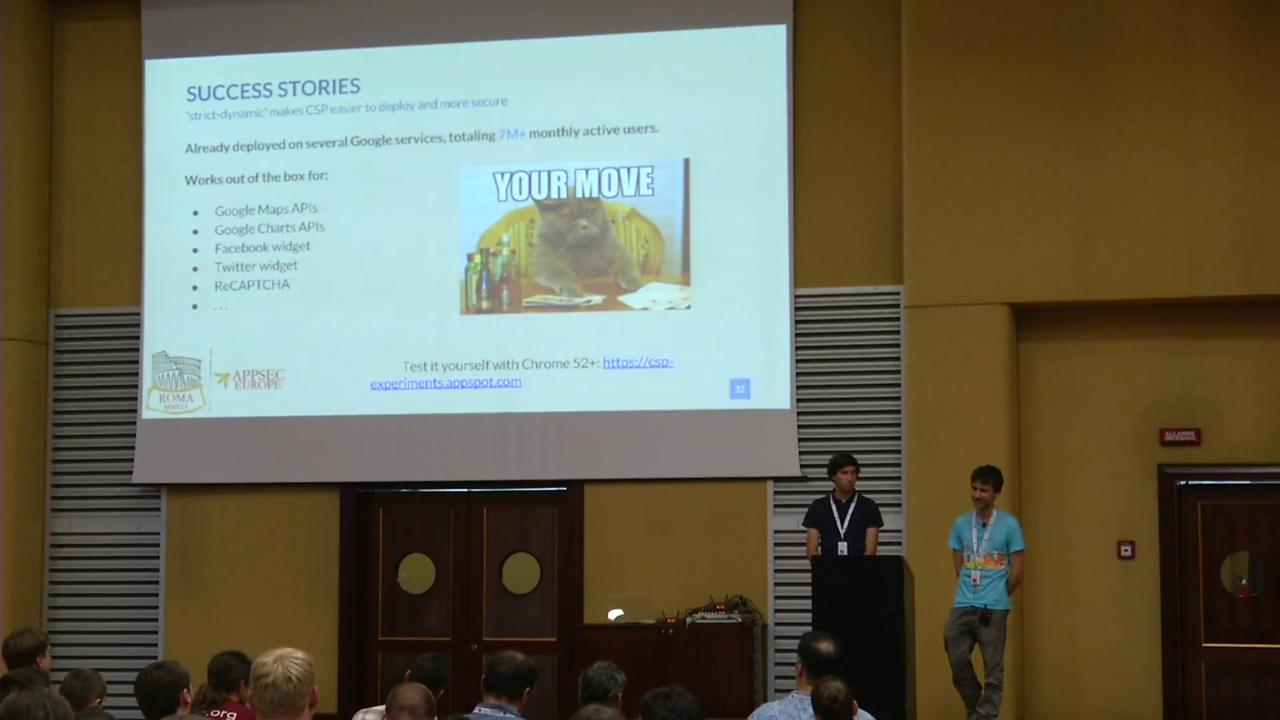 SUCCESS STORIES
'strict-dynamic' makes CSP easier to deploy and more secure
Already deployed on several Google services, totaling 7M+ monthly active users.
Works out of the box for:
● Google Maps APIs
● Google Charts APIs
● Facebook widget
● Twitter widget
● ReCAPTCHA
● ...
YOUR MOVE
Test it yourself with Chrome 52+: https://csp-
experiments.appspot.com
ROMA
APPSEC
EUROPE
32
ALLARME
INCENDIO
.org